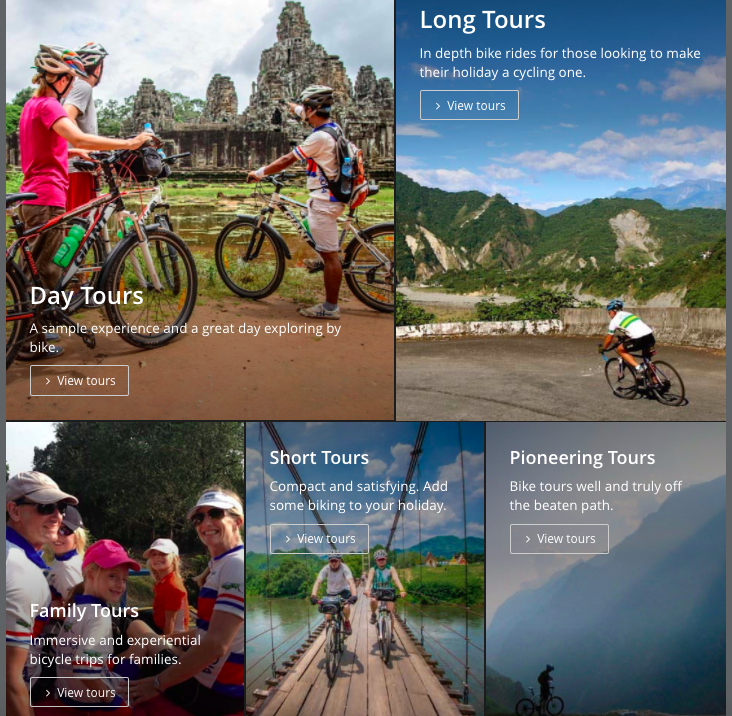 Long Tours
In depth bike rides for those looking to make
their holiday a cycling one.
› View tours
GIANT
Day Tours
A sample experience and a great day exploring by
bike.
› View tours
Short Tours
Compact and satisfying. Add
some biking to your holiday.
› View tours
Pioneering Tours
Bike tours well and truly off
the beaten path.
› View tours
Family Tours
Immersive and experiential
bicycle trips for families.
› View tours